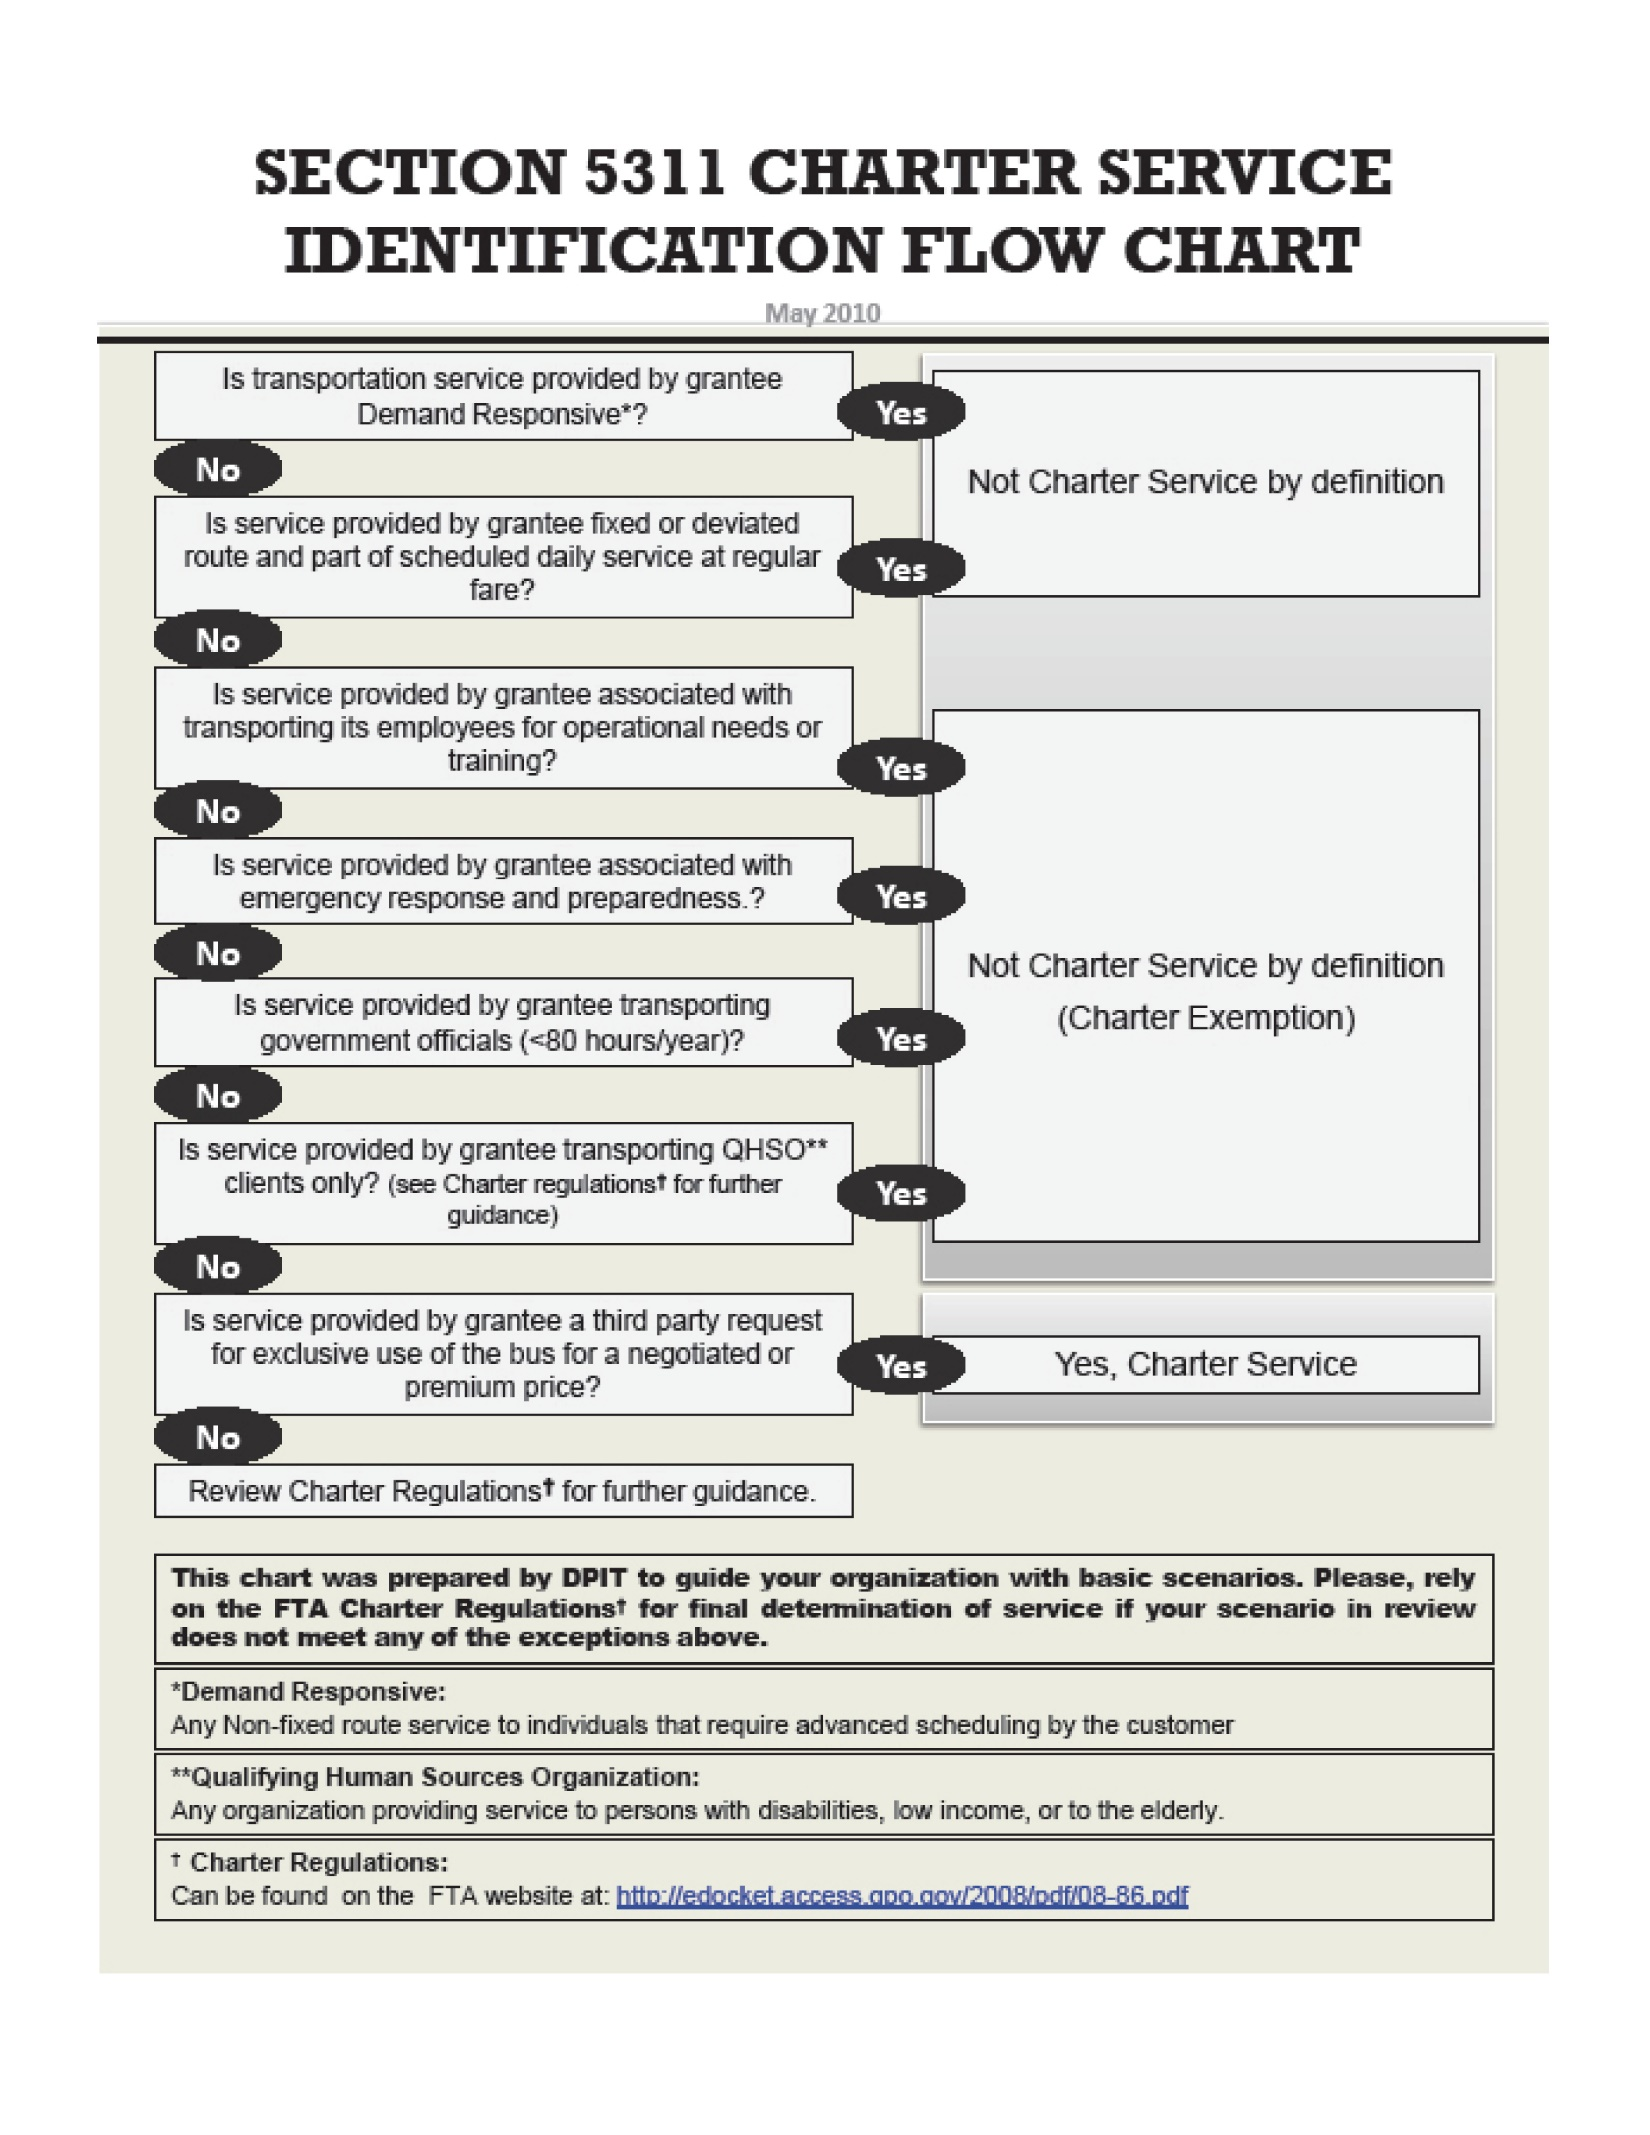 SECTION 5311 CHARTER SERVICE
IDENTIFICATION FLOW CHART
May 2010
Is transportation service provided by grantee
Demand Responsive*?
Yes
Not Charter Service by definition
No
Is service provided by grantee fixed or deviated
route and part of scheduled daily service at regular
fare?
Yes
No
Is service provided by grantee associated with
transporting its employees for operational needs or
training?
Yes
No
Is service provided by grantee associated with
emergency response and preparedness.?
Yes
Not Charter Service by definition
(Charter Exemption)
No
Is service provided by grantee transporting
government officials (<80 hours/year)?
Yes
No
Is service provided by grantee transporting QHSO**
clients only? (see Charter regulations† for further
guidance)
Yes
No
Is service provided by grantee a third party request
for exclusive use of the bus for a negotiated or
premium price?
Yes
Yes, Charter Service
No
Review Charter Regulations† for further guidance.
This chart was prepared by DPIT to guide your organization with basic scenarios. Please, rely
on the FTA Charter Regulations† for final determination of service if your scenario in review
does not meet any of the exceptions above.
*Demand Responsive:
Any Non-fixed route service to individuals that require advanced scheduling by the customer
**Qualifying Human Sources Organization:
Any organization providing service to persons with disabilities, low income, or to the elderly.
† Charter Regulations:
Can be found on the FTA website at: http://edocket.access.gpo.gov/2008/pdf/08-86.pdf